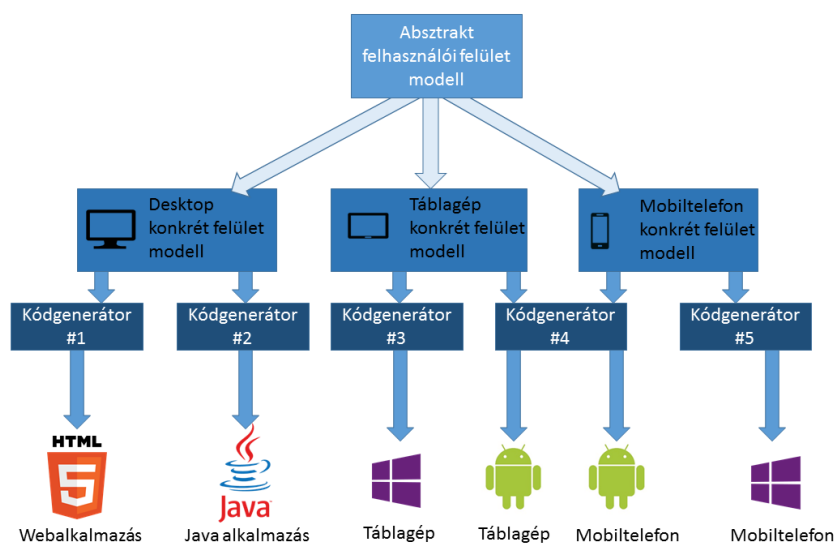 Absztrakt
felhasználói felület
modell
Desktop
konkrét felület
modell
Táblagép
konkrét felület
modell
Mobiltelefon
konkrét felület
modell
Kódgenerátor
#1
Kódgenerátor
#2
Kódgenerátor
#3
Kódgenerátor
#4
Kódgenerátor
#5
HTML
5
Java
Webalkalmazás
Java alkalmazás
Táblagép
Táblagép
Mobiltelefon
Mobiltelefon